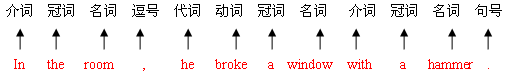 介词 冠词 名词 逗号 代词 动词 冠词 名词 介词 冠词 名词 句号
In the room , he broke a window with a hammer .